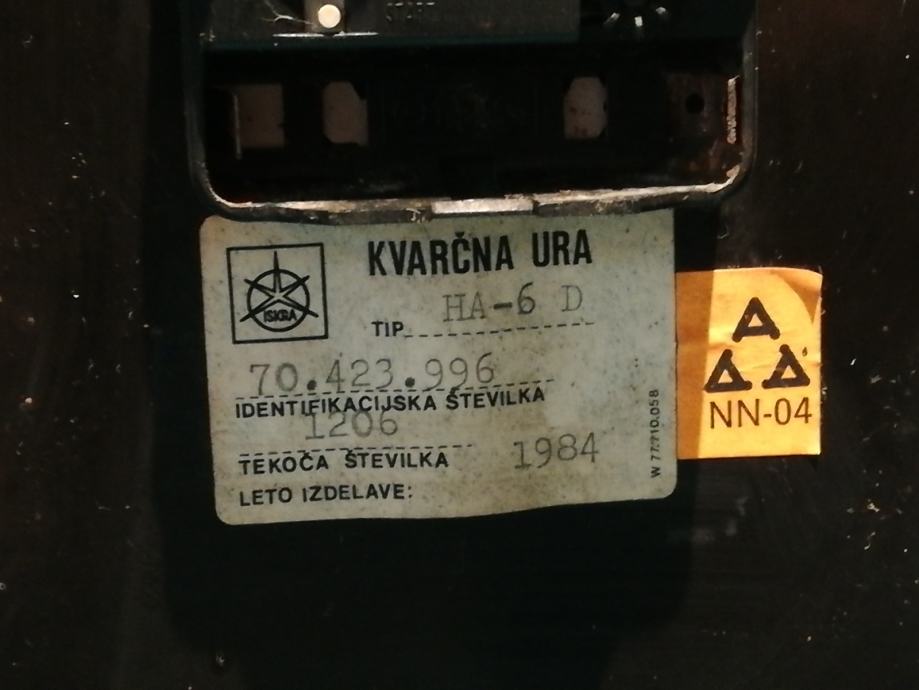 START
ISKRA
KVARČNA URA
TIP HA-6 D
70.423.996
IDENTIFIKACIJSKA ŠTEVILKA
1206
TEKOČA ŠTEVILKA
1984
LETO IZDELAVE:
W 77.710.058
NN-04